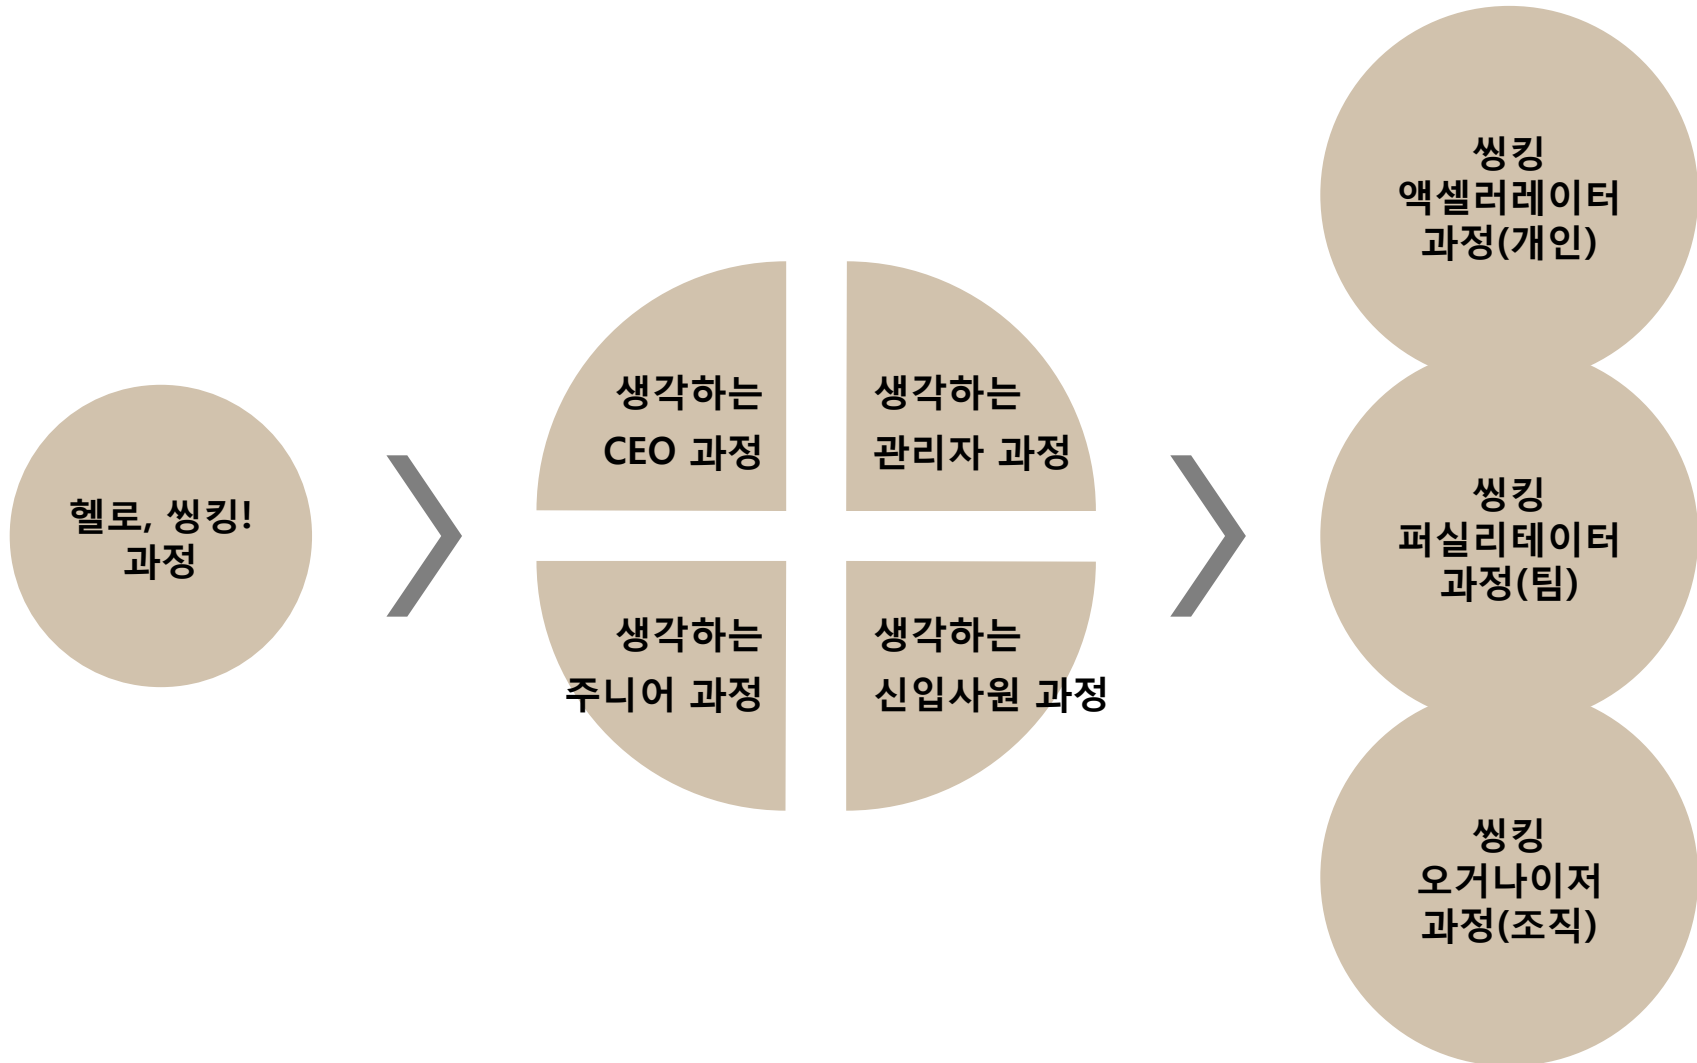 헬로, 씽킹!
과정
생각하는
CEO 과정
생각하는
관리자 과정
생각하는
주니어 과정
생각하는
신입사원 과정
씽킹
액셀러레이터
과정(개인)
씽킹
퍼실리테이터
과정(팀)
씽킹
오거나이저
과정(조직)